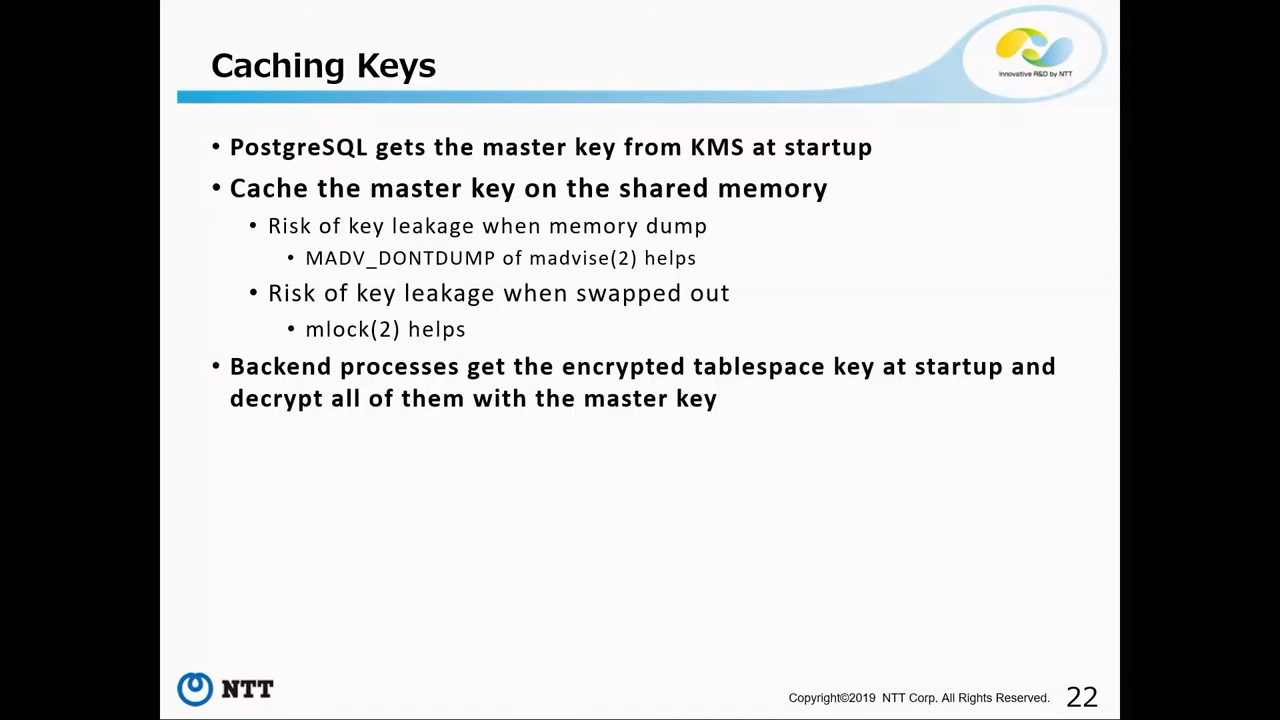 Caching Keys
Innovative R&D by NTT
• PostgreSQL gets the master key from KMS at startup
• Cache the master key on the shared memory
• Risk of key leakage when memory dump
• MADV_DONTDUMP of madvise(2) helps
• Risk of key leakage when swapped out
• mlock(2) helps
• Backend processes get the encrypted tablespace key at startup and
decrypt all of them with the master key
NTT
Copyright©2019 NTT Corp. All Rights Reserved.
22